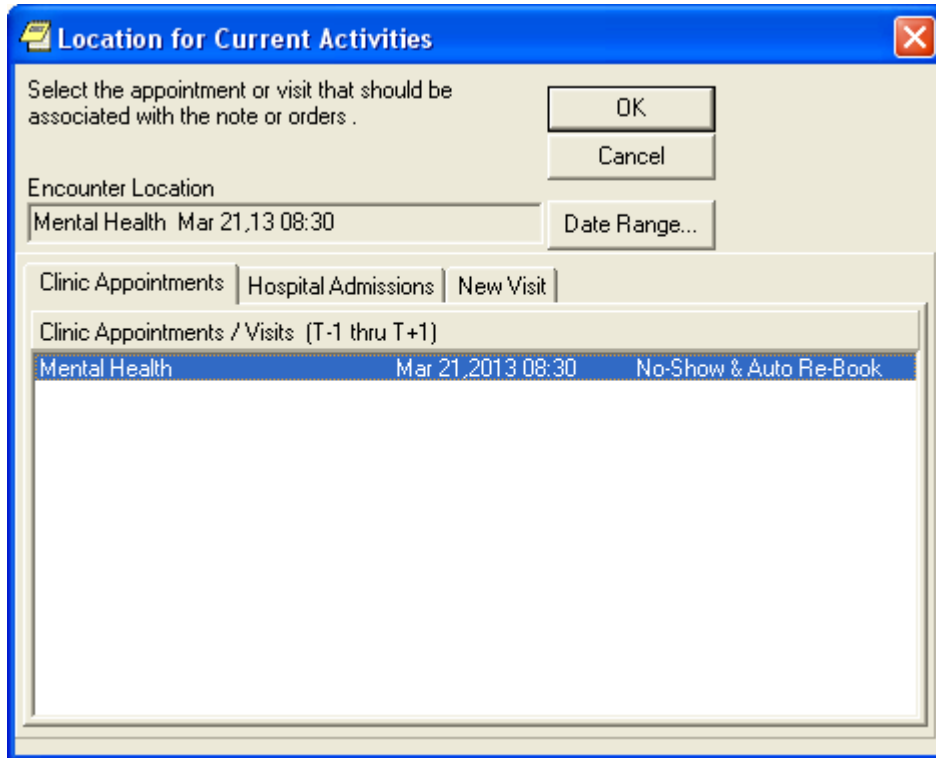 Location for Current Activities
Select the appointment or visit that should be
associated with the note or orders .
OK
Cancel
Encounter Location
Mental Health Mar 21,13 08:30
Date Range...
Clinic Appointments Hospital Admissions New Visit
Clinic Appointments / Visits (T-1 thru T+1)
Mental Health Mar 21,2013 08:30 No-Show & Auto Re-Book